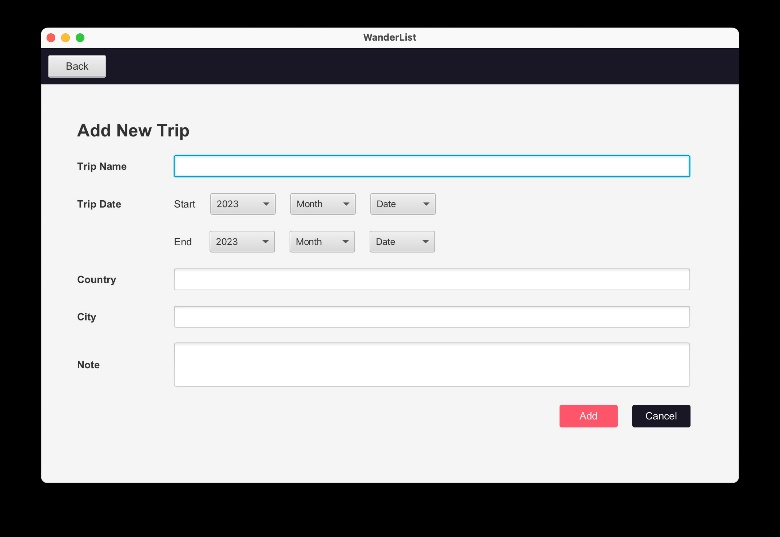 WanderList
Back
Add New Trip
Trip Name
Trip Date Start 2023 Month Date
End 2023 Month Date
Country
City
Note
Add Cancel